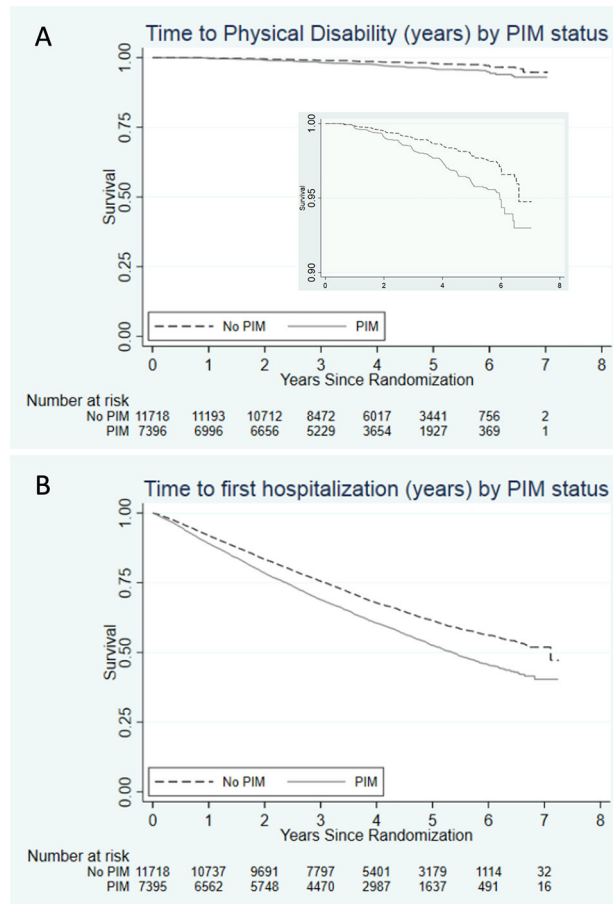 A
Time to Physical Disability (years) by PIM status
1.00
0.75
0.50
0.25
0.00
Survival
1.00
0.95
0.90
Survival
0 2 4 6 8
No PIM PIM
0 1 2 3 4 5 6 7 8
Years Since Randomization
Number at risk
No PIM 11718 11193 10712 8472 6017 3441 756 2
PIM 7396 6996 6656 5229 3654 1927 369 1
B
Time to first hospitalization (years) by PIM status
1.00
0.75
0.50
0.25
0.00
Survival
No PIM PIM
0 1 2 3 4 5 6 7 8
Years Since Randomization
Number at risk
No PIM 11718 10737 9691 7797 5401 3179 1114 32
PIM 7395 6562 5748 4470 2987 1637 491 16